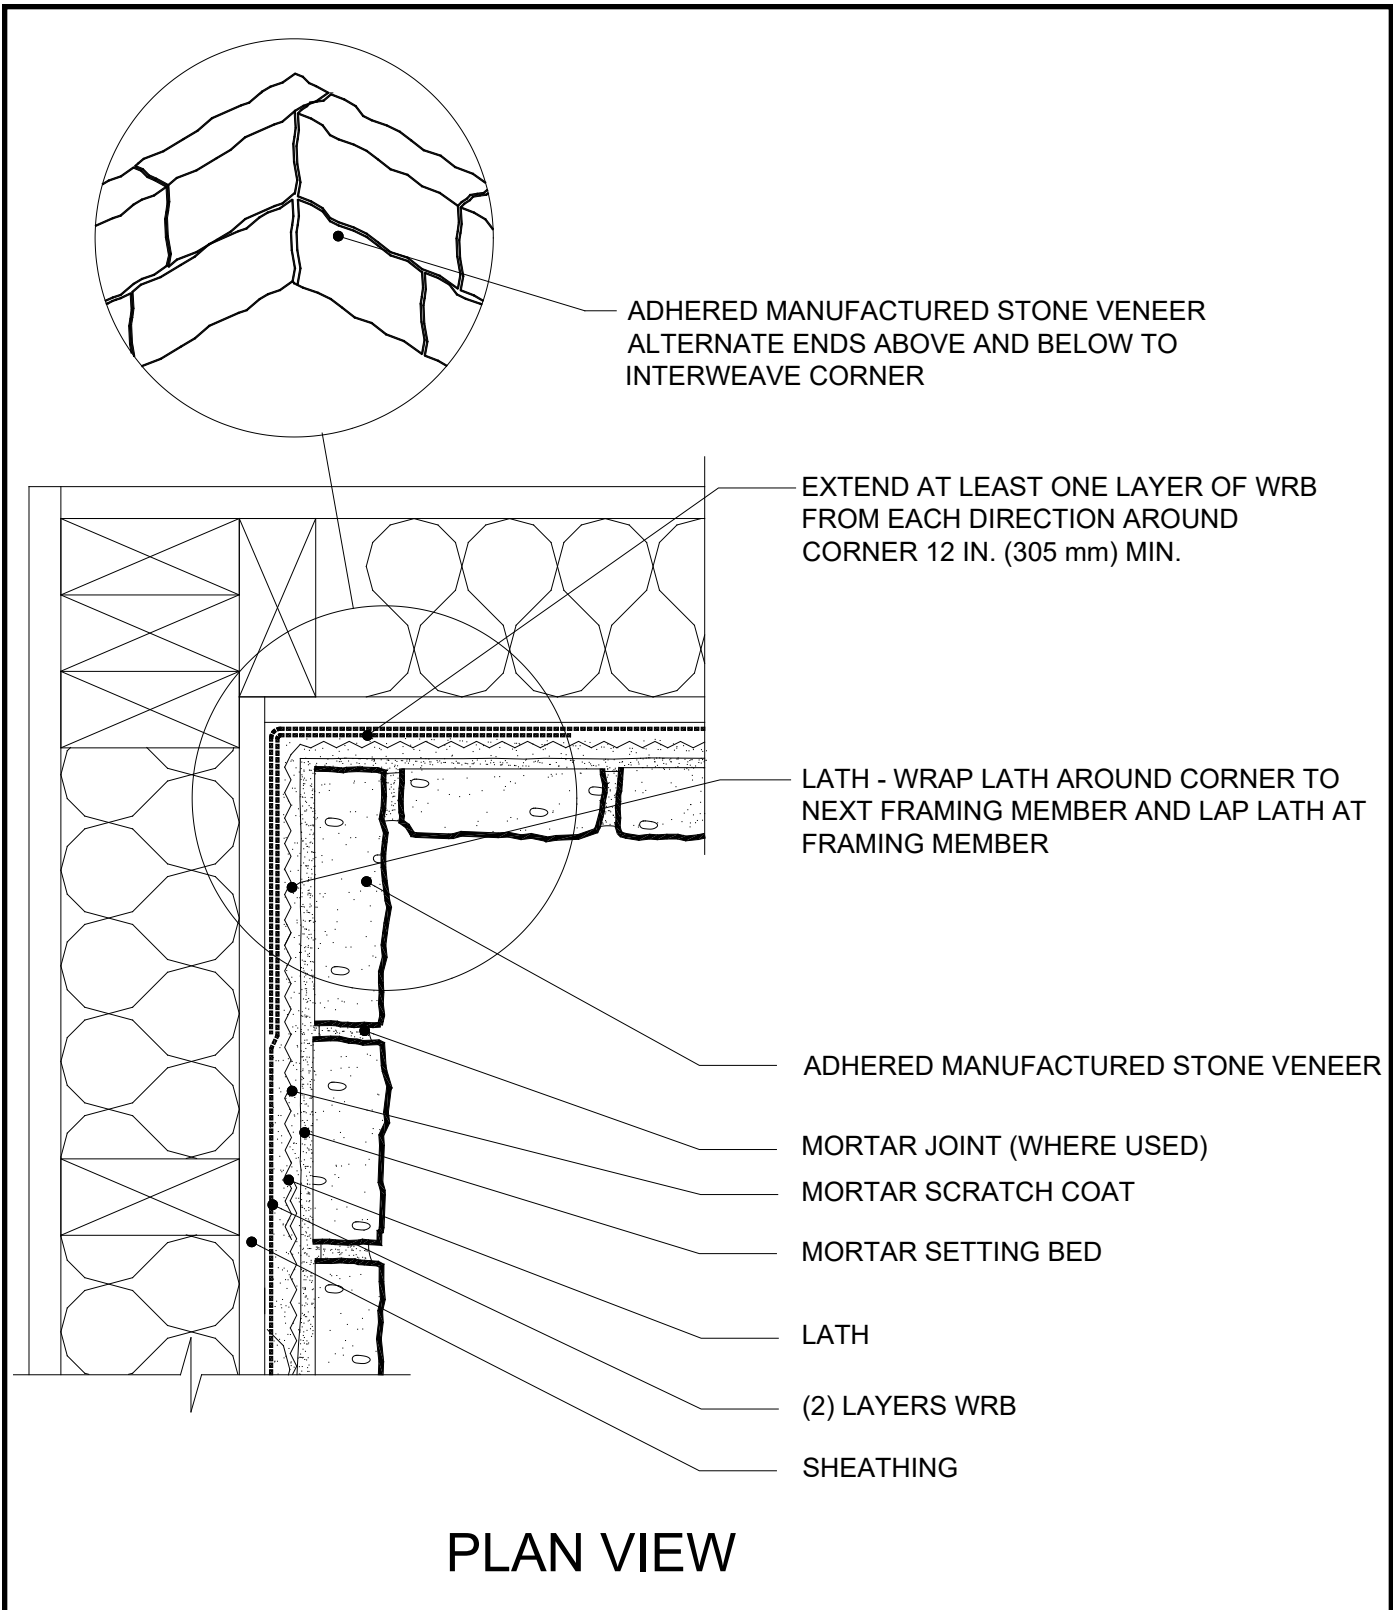 ADHERED MANUFACTURED STONE VENEER
ALTERNATE ENDS ABOVE AND BELOW TO
INTERWEAVE CORNER
EXTEND AT LEAST ONE LAYER OF WRB
FROM EACH DIRECTION AROUND
CORNER 12 IN. (305 mm) MIN.
LATH - WRAP LATH AROUND CORNER TO
NEXT FRAMING MEMBER AND LAP LATH AT
FRAMING MEMBER
ADHERED MANUFACTURED STONE VENEER
MORTAR JOINT (WHERE USED)
MORTAR SCRATCH COAT
MORTAR SETTING BED
LATH
(2) LAYERS WRB
SHEATHING
PLAN VIEW